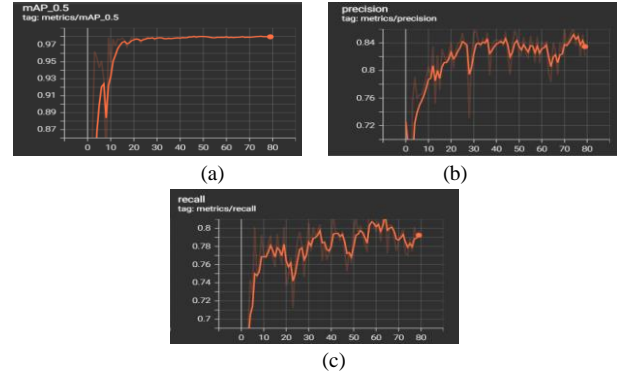 mAP_0.5
tag: metrics/mAP_0.5
0.97
0.95
0.93
0.91
0.89
0.87
0 10 20 30 40 50 60 70 80
(a)
precision
tag: metrics/precision
0.84
0.8
0.76
0.72
0 10 20 30 40 50 60 70 80
(b)
recall
tag: metrics/recall
0.8
0.78
0.76
0.74
0.72
0.7
0 10 20 30 40 50 60 70 80
(c)